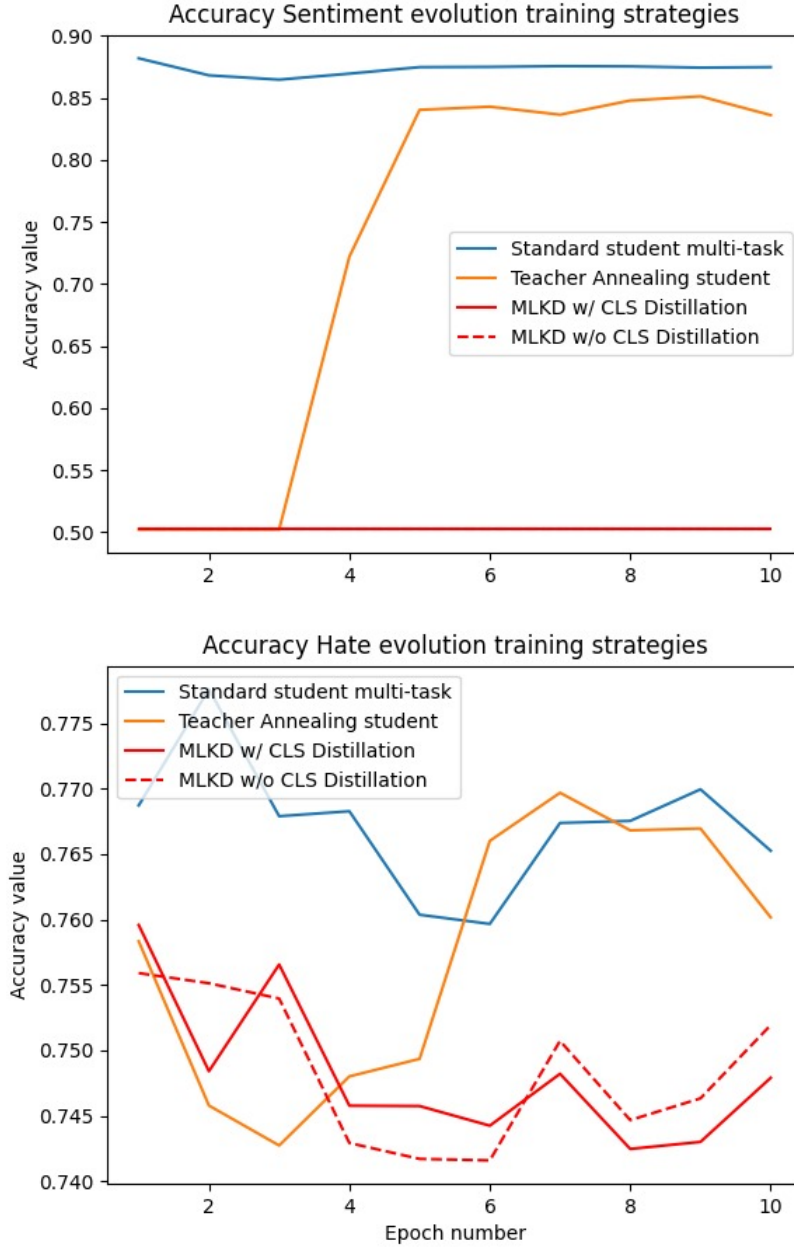 Accuracy Sentiment evolution training strategies
0.90
0.85
0.80
0.75
0.70
0.65
0.60
0.55
0.50
Accuracy value
Standard student multi-task
Teacher Annealing student
MLKD w/ CLS Distillation
MLKD w/o CLS Distillation
2 4 6 8 10
Accuracy Hate evolution training strategies
Standard student multi-task
Teacher Annealing student
MLKD w/ CLS Distillation
MLKD w/o CLS Distillation
0.775
0.770
0.765
0.760
0.755
0.750
0.745
0.740
Accuracy value
2 4 6 8 10
Epoch number